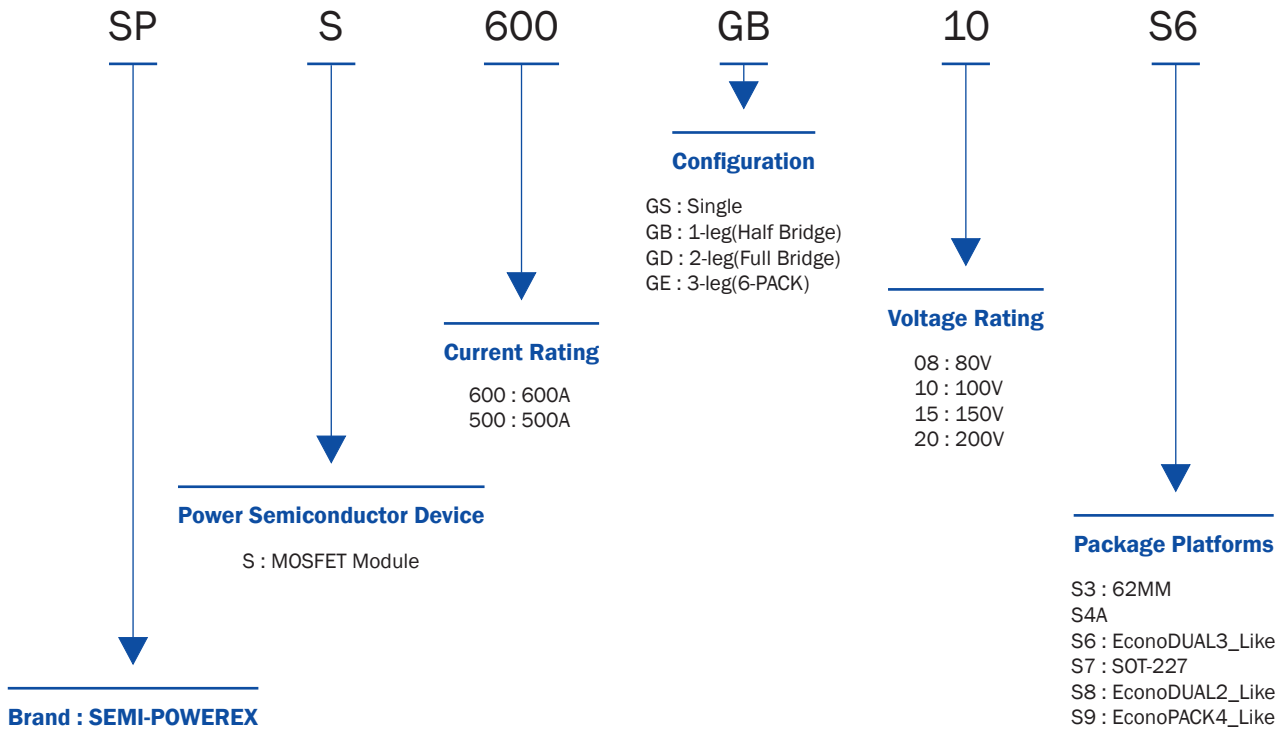 SP S 600 GB 10 S6
Configuration
GS : Single
GB : 1-leg(Half Bridge)
GD : 2-leg(Full Bridge)
GE : 3-leg(6-PACK)
Voltage Rating
08 : 80V
10 : 100V
15 : 150V
20 : 200V
Current Rating
600 : 600A
500 : 500A
Power Semiconductor Device
S : MOSFET Module
Package Platforms
S3 : 62MM
S4A
S6 : EconoDUAL3_Like
S7 : SOT-227
S8 : EconoDUAL2_Like
S9 : EconoPACK4_Like
Brand : SEMI-POWEREX